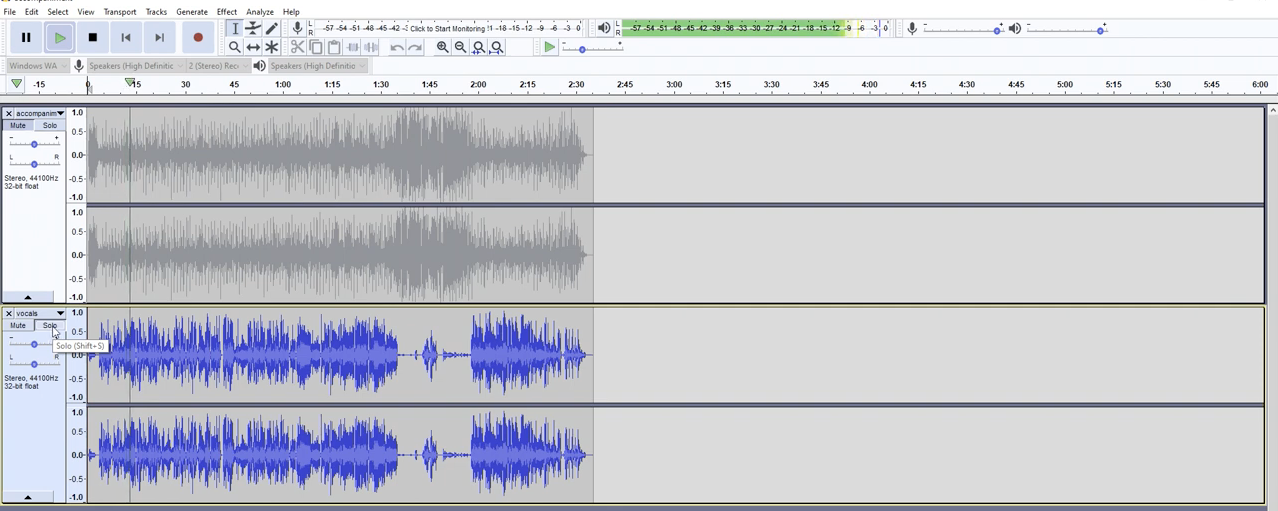 File Edit Select View Transport Tracks Generate Effect Analyze Help
L R -57 -54 -51 -48 -45 -42 Click to Start Monitoring -18 -15 -12 -9 -6 -3 0
L R -57 -54 -51 -48 -45 -42 -39 -36 -33 -30 -27 -24 -21 -18 -15 -12 -9 -6 -3 0
Windows WA Speakers (High Definitic 2 (Stereo) Rec Speakers (High Definitic
-15 0 15 30 45 1:00 1:15 1:30 1:45 2:00 2:15 2:30 2:45 3:00 3:15 3:30 3:45 4:00 4:15 4:30 4:45 5:00 5:15 5:30 5:45 6:00
accompanim
Mute Solo
- +
L R
Stereo, 44100Hz
32-bit float
1.0
0.5
0.0
-0.5
-1.0
1.0
0.5
0.0
-0.5
-1.0
vocals
Mute Solo
Solo (Shift+S)
L R
Stereo, 44100Hz
32-bit float
1.0
0.5
0.0
-0.5
-1.0
1.0
0.5
0.0
-0.5
-1.0